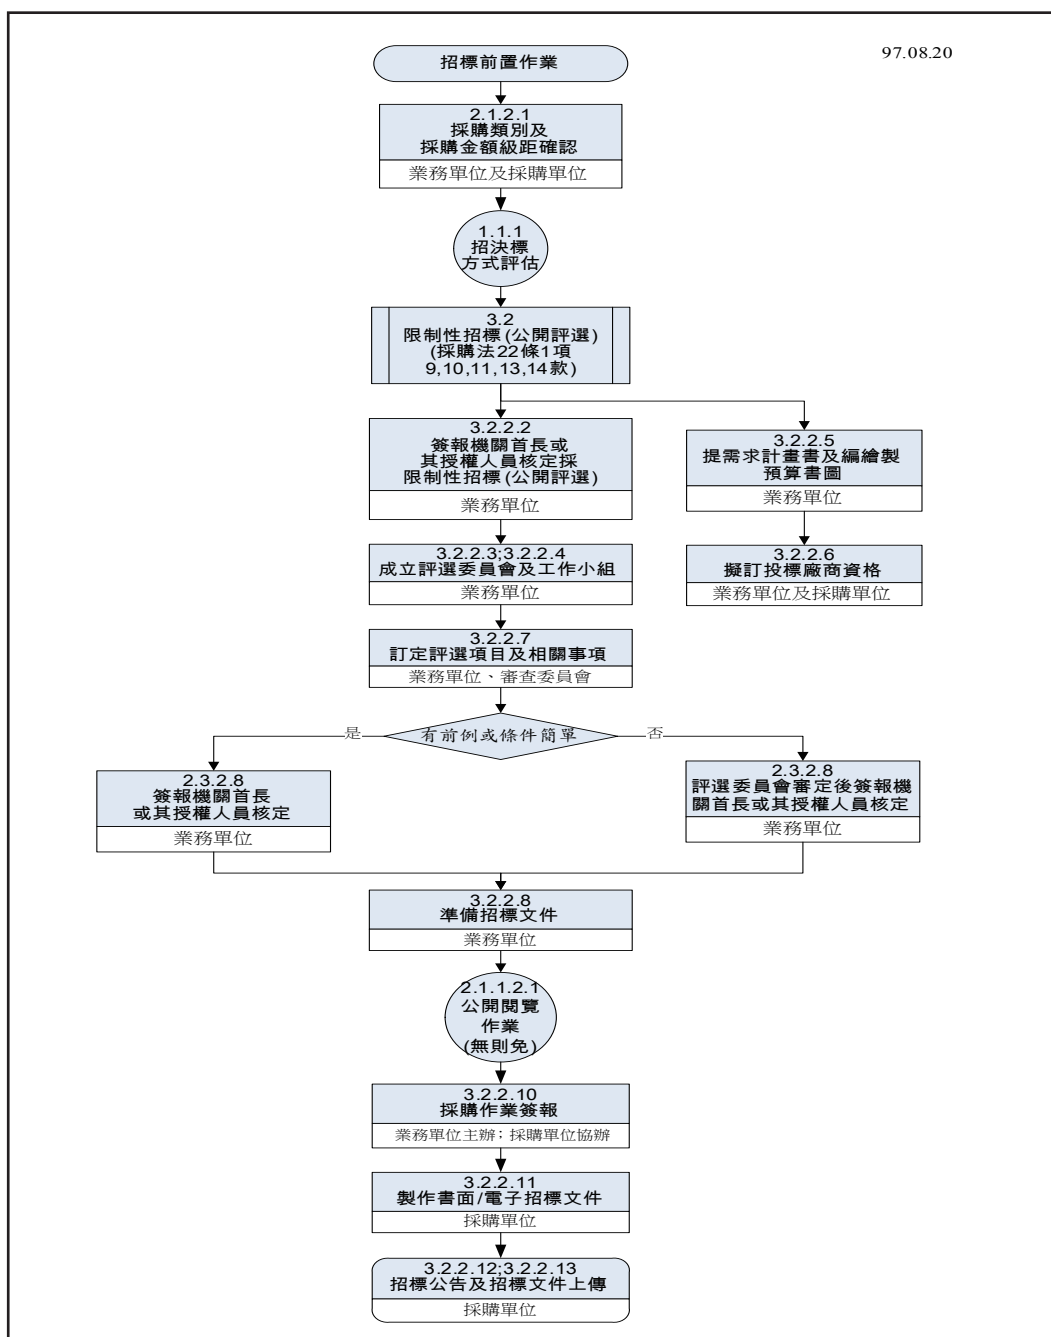 97.08.20
招標前置作業
2.1.2.1
採購類別及
採購金額級距確認
業務單位及採購單位
1.1.1
招決標
方式評估
3.2
限制性招標(公開評選)
(採購法22條1項
9,10,11,13,14款)
3.2.2.2
簽報機關首長或
其授權人員核定採
限制性招標(公開評選)
業務單位
3.2.2.5
提需求計畫書及編繪製
預算書圖
業務單位
3.2.2.3;3.2.2.4
成立評選委員會及工作小組
業務單位
3.2.2.6
擬訂投標廠商資格
業務單位及採購單位
3.2.2.7
訂定評選項目及相關事項
業務單位、審查委員會
是
有前例或條件簡單
否
2.3.2.8
簽報機關首長
或其授權人員核定
業務單位
2.3.2.8
評選委員會審定後簽報機
關首長或其授權人員核定
業務單位
3.2.2.8
準備招標文件
業務單位
2.1.1.2.1
公開閱覽
作業
(無則免)
3.2.2.10
採購作業簽報
業務單位主辦；採購單位協辦
3.2.2.11
製作書面/電子招標文件
採購單位
3.2.2.12;3.2.2.13
招標公告及招標文件上傳
採購單位